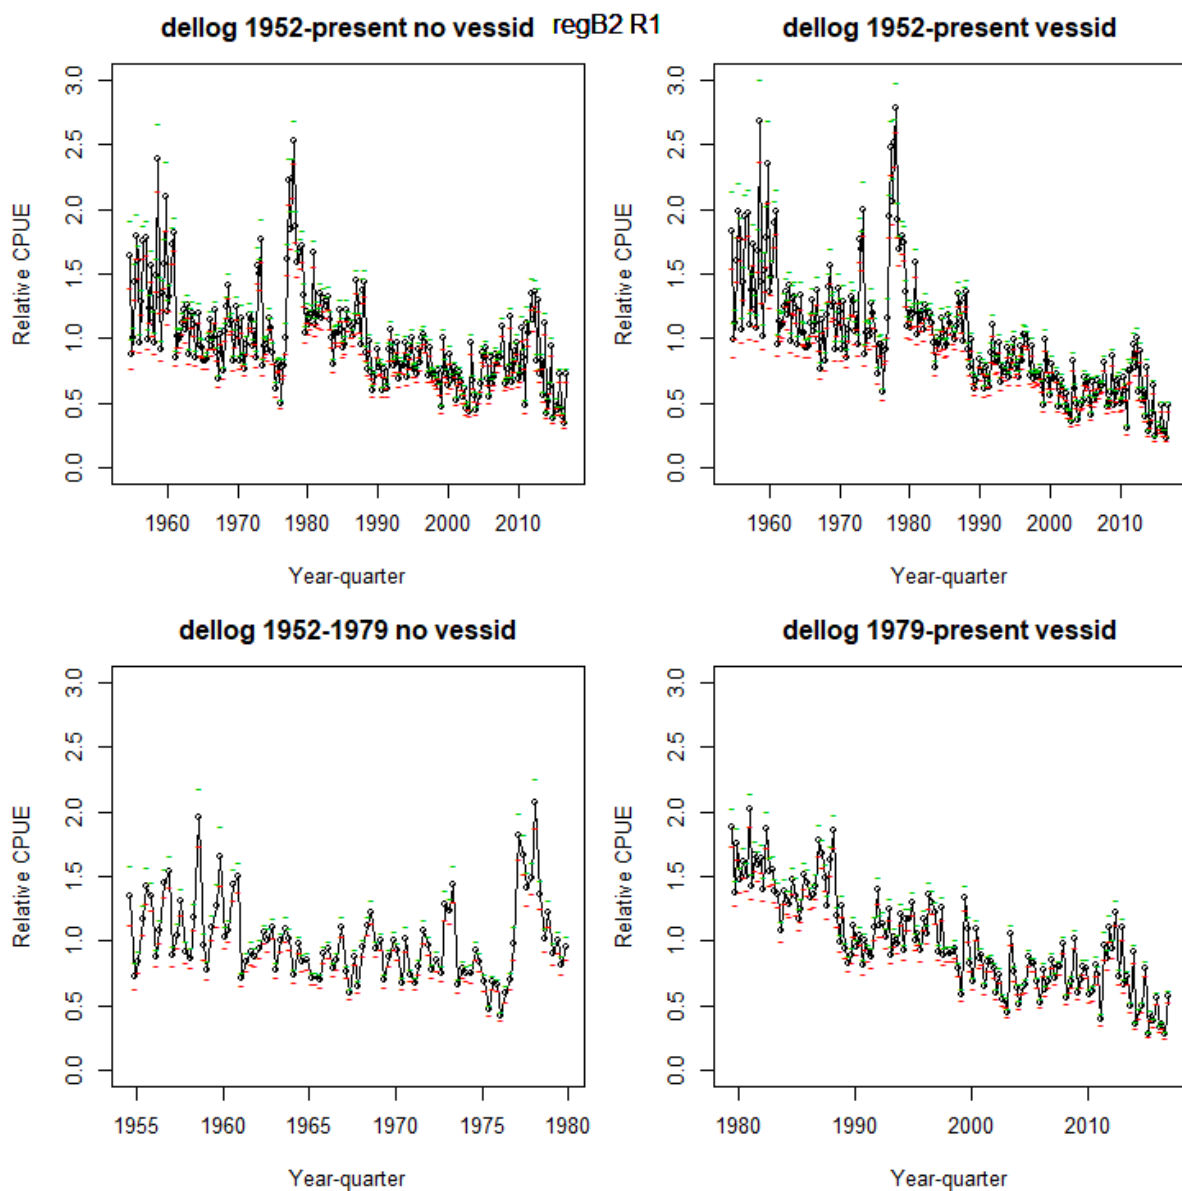 dellog 1952-present no vessid regB2 R1 dellog 1952-present vessid
3.0
2.5
2.0
1.5
1.0
0.5
0.0
Relative CPUE
1960 1970 1980 1990 2000 2010
Year-quarter
3.0
2.5
2.0
1.5
1.0
0.5
0.0
Relative CPUE
1960 1970 1980 1990 2000 2010
Year-quarter
dellog 1952-1979 no vessid
3.0
2.5
2.0
1.5
1.0
0.5
0.0
Relative CPUE
1955 1960 1965 1970 1975 1980
Year-quarter
dellog 1979-present vessid
3.0
2.5
2.0
1.5
1.0
0.5
0.0
Relative CPUE
1980 1990 2000 2010
Year-quarter